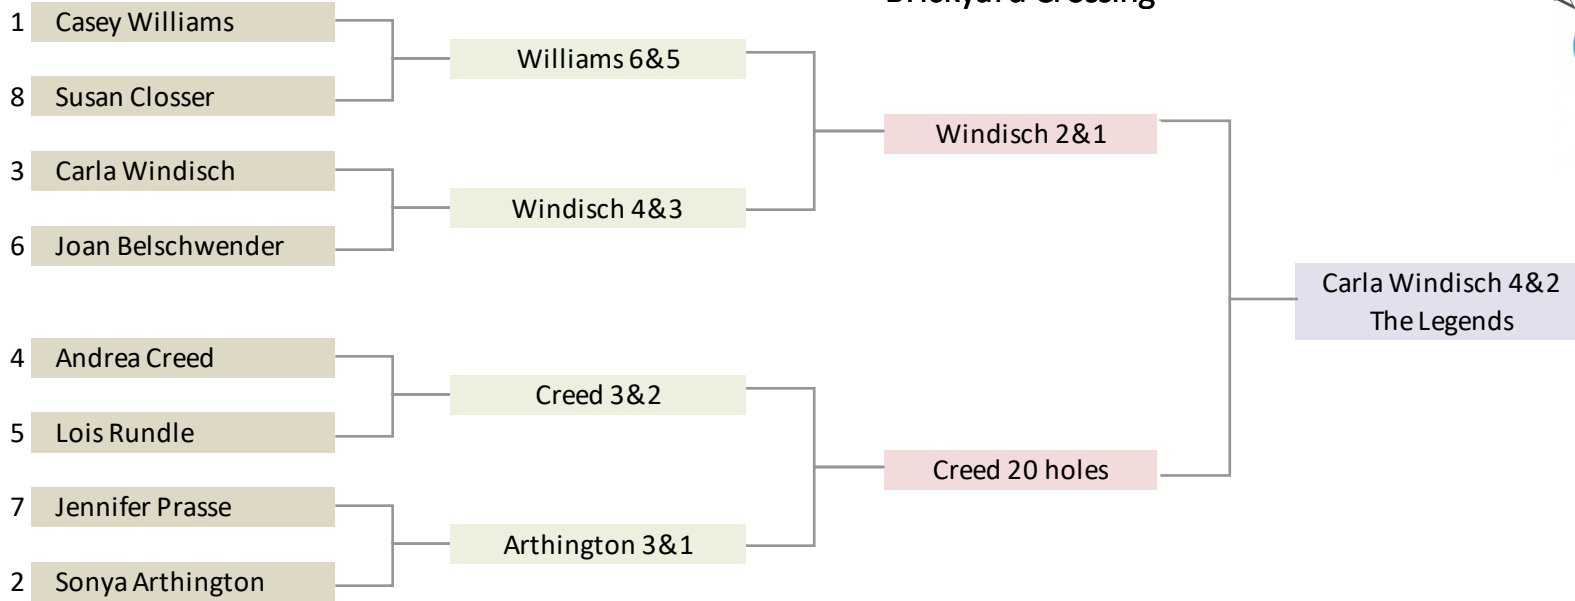 Brickyard Crossing
1 Casey Williams
Williams 6&5
8 Susan Closser
Windisch 2&1
3 Carla Windisch
Windisch 4&3
6 Joan Belschwender
Carla Windisch 4&2
The Legends
4 Andrea Creed
Creed 3&2
5 Lois Rundle
Creed 20 holes
7 Jennifer Prasse
Arthington 3&1
2 Sonya Arthington